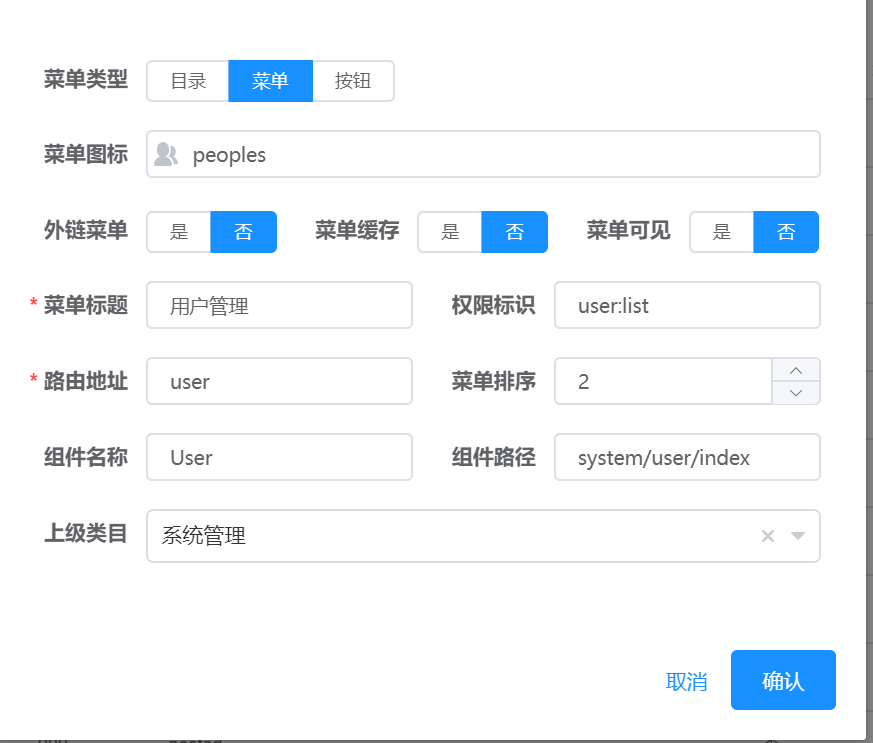 菜单类型 目录 菜单 按钮
菜单图标 peoples
外链菜单 是 否 菜单缓存 是 否 菜单可见 是 否
* 菜单标题 用户管理 权限标识 user:list
* 路由地址 user 菜单排序 2
组件名称 User 组件路径 system/user/index
上级类目 系统管理
取消 确认